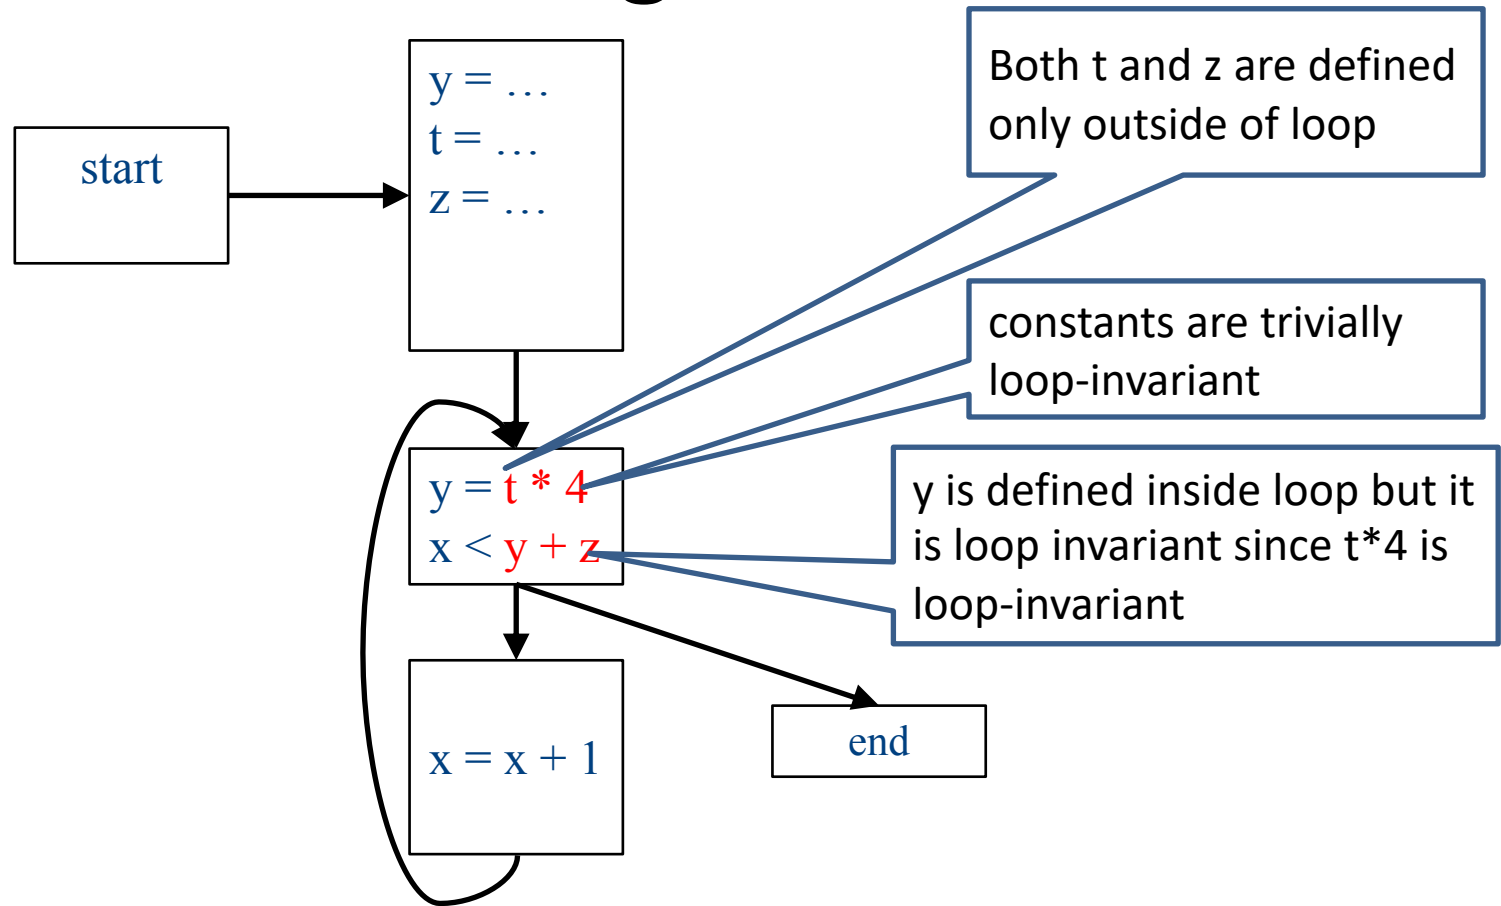 start
y = …
t = …
z = …
Both t and z are defined
only outside of loop
constants are trivially
loop-invariant
y = t * 4
x < y + z
y is defined inside loop but it
is loop invariant since t*4 is
loop-invariant
x = x + 1
end